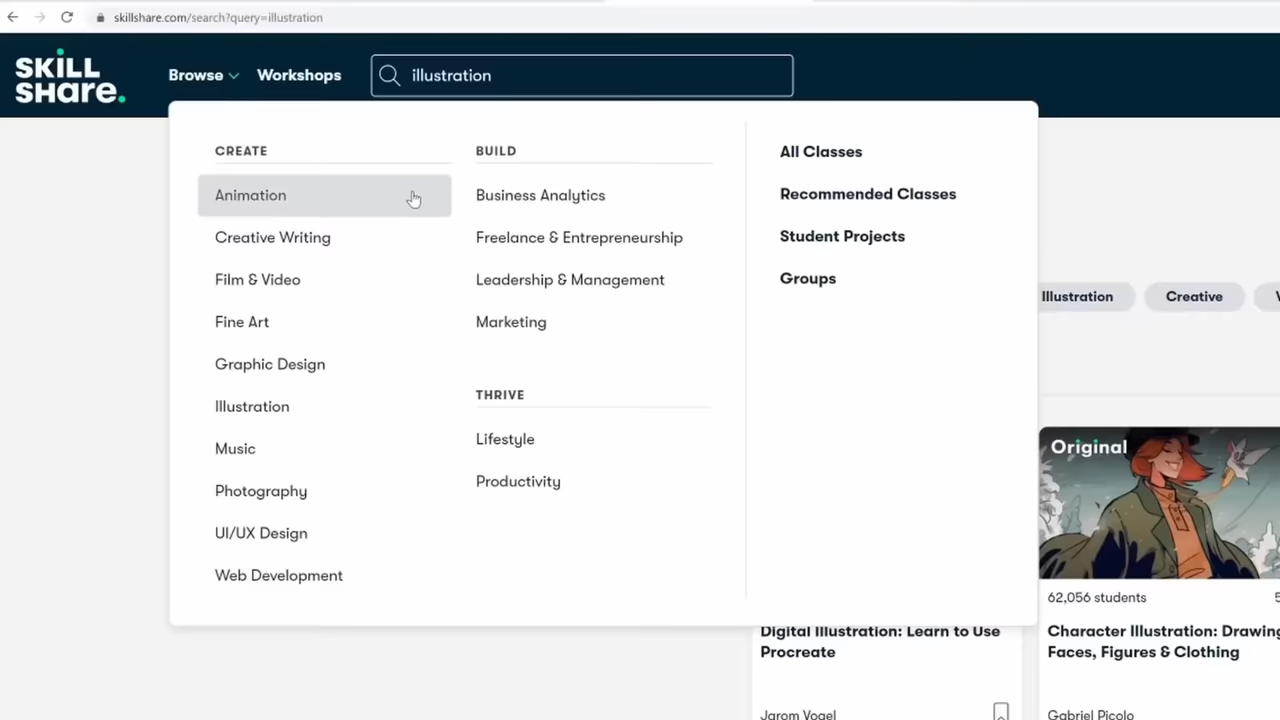 skillshare.com/search?query=illustration
SKILL
SHARE.
Browse
Workshops
illustration
CREATE
Animation
Creative Writing
Film & Video
Fine Art
Graphic Design
Illustration
Music
Photography
UI/UX Design
Web Development
BUILD
Business Analytics
Freelance & Entrepreneurship
Leadership & Management
Marketing
THRIVE
Lifestyle
Productivity
All Classes
Recommended Classes
Student Projects
Groups
Illustration
Creative
Original
62,056 students
Digital Illustration: Learn to Use
Procreate
Jarom Vogel
Character Illustration: Drawing
Faces, Figures & Clothing
Gabriel Picolo